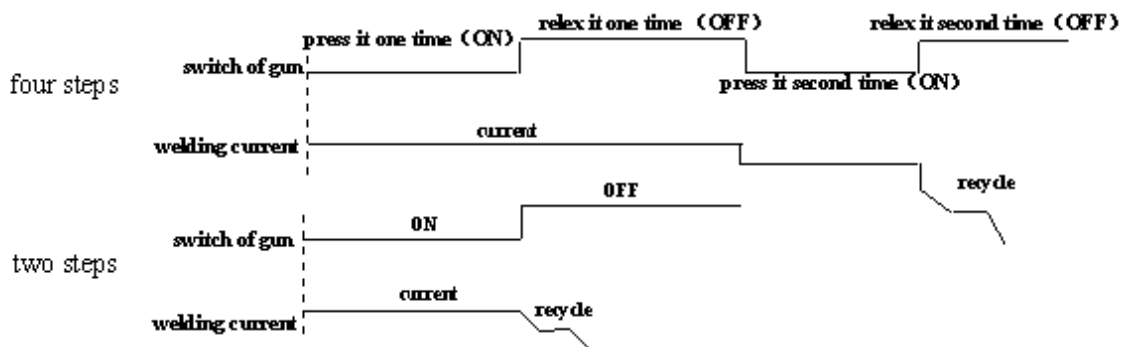 press it one time（ON）
relex it one time（OFF）
relex it second time（OFF）
four steps
switch of gun
press it second time（ON）
welding current
current
recycle
OFF
ON
switch of gun
two steps
current
recycle
welding current